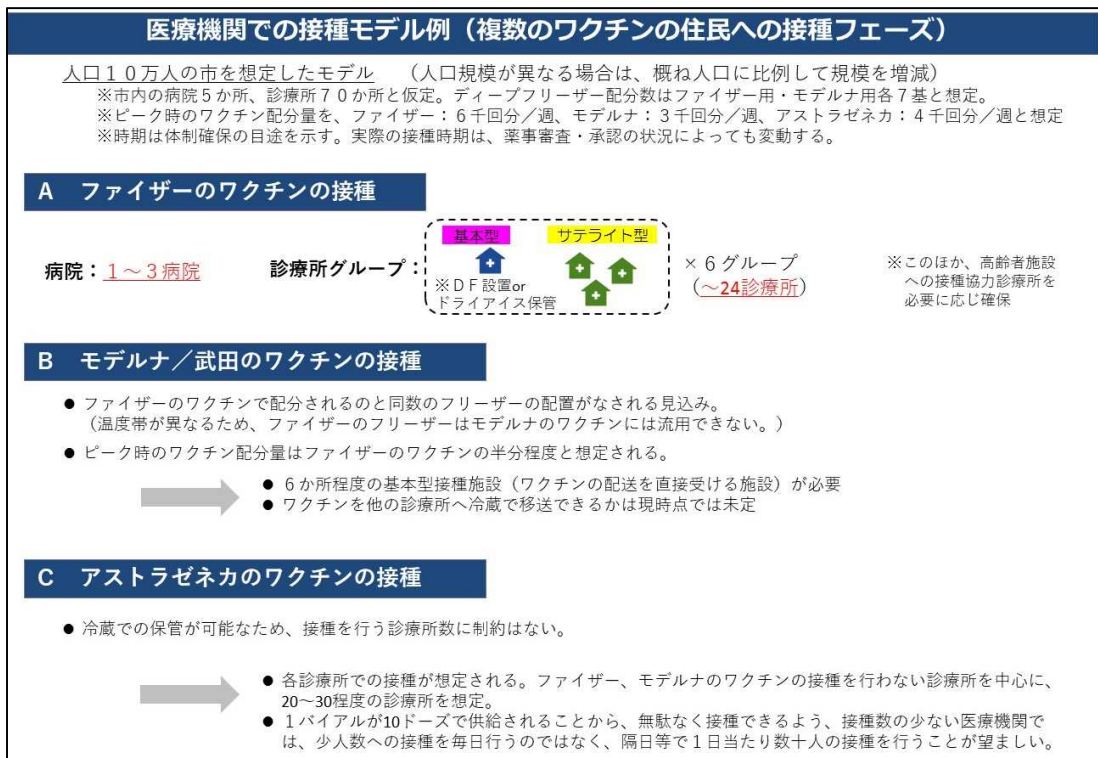 医療機関での接種モデル例（複数のワクチンの住民への接種フェーズ）
人口１０万人の市を想定したモデル　（人口規模が異なる場合は、概ね人口に比例して規模を増減）
※市内の病院５か所、診療所７０か所と仮定。ディープフリーザー配分数はファイザー用・モデルナ用各７基と想定。
※ピーク時のワクチン配分量を、ファイザー：６千回分／週、モデルナ：３千回分／週、アストラゼネカ：４千回分／週と想定
※時期は体制確保の目途を示す。実際の接種時期は、薬事審査・承認の状況によっても変動する。
A　ファイザーのワクチンの接種
病院：１～３病院
診療所グループ：
基本型
※ＤＦ設置or
ドライアイス保管
サテライト型
×６グループ
（～24診療所）
※このほか、高齢者施設
への接種協力診療所を
必要に応じ確保
B　モデルナ／武田のワクチンの接種
● ファイザーのワクチンで配分されるのと同数のフリーザーの配置がなされる見込み。
（温度帯が異なるため、ファイザーのフリーザーはモデルナのワクチンには流用できない。）
● ピーク時のワクチン配分量はファイザーのワクチンの半分程度と想定される。
● ６か所程度の基本型接種施設（ワクチンの配送を直接受ける施設）が必要
● ワクチンを他の診療所へ冷蔵で移送できるかは現時点では未定
C　アストラゼネカのワクチンの接種
● 冷蔵での保管が可能なため、接種を行う診療所数に制約はない。
● 各診療所での接種が想定される。ファイザー、モデルナのワクチンの接種を行わない診療所を中心に、
20～30程度の診療所を想定。
● １バイアルが10ドーズで供給されることから、無駄なく接種できるよう、接種数の少ない医療機関で
は、少人数への接種を毎日行うのではなく、隔日等で１日当たり数十人の接種を行うことが望ましい。